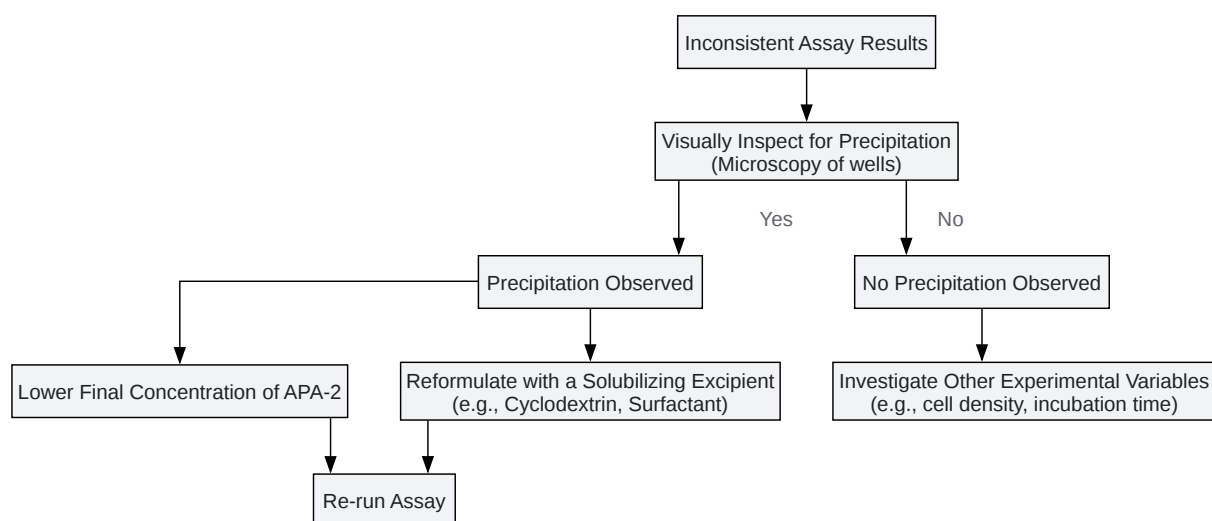 Inconsistent Assay Results
Visually Inspect for Precipitation
(Microscopy of wells)
Yes
No
Precipitation Observed
No Precipitation Observed
Lower Final Concentration of APA-2
Reformulate with a Solubilizing Excipient
(e.g., Cyclodextrin, Surfactant)
Investigate Other Experimental Variables
(e.g., cell density, incubation time)
Re-run Assay